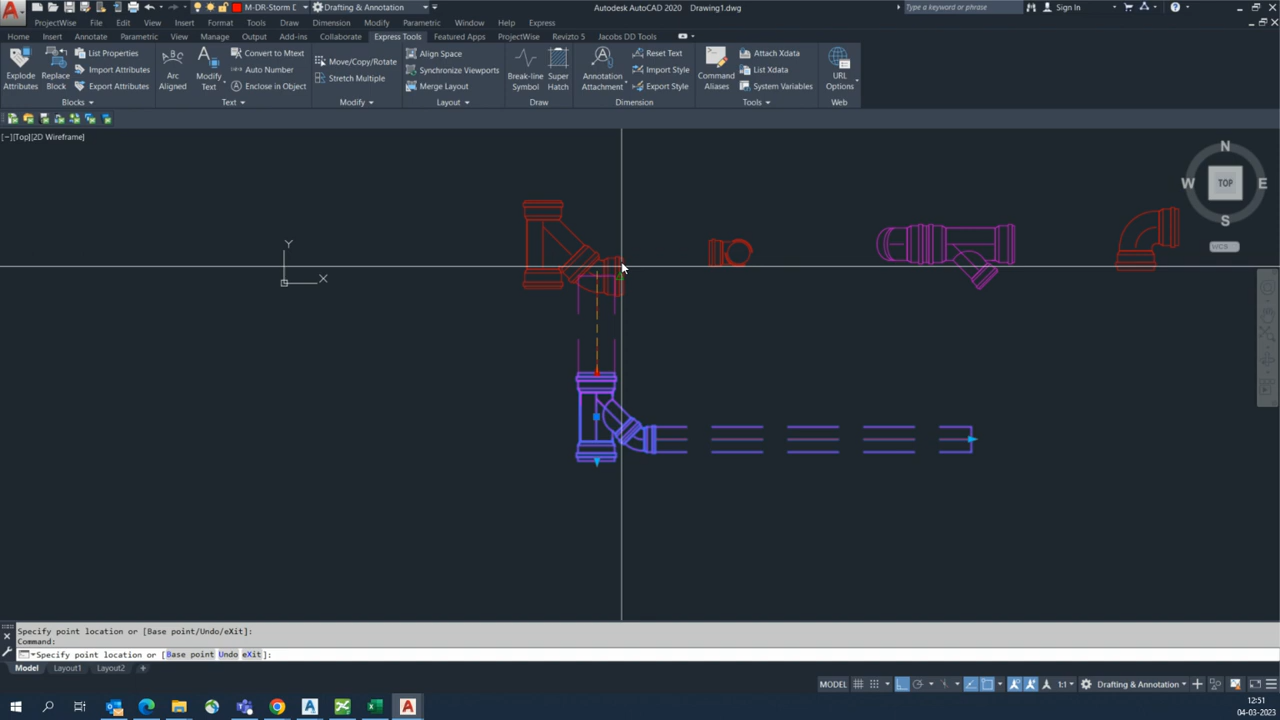 M-DR-Storm D
Drafting & Annotation
Autodesk AutoCAD 2020 Drawing1.dwg
Type a keyword or phrase
Sign In
ProjectWise File Edit View Insert Format Tools Draw Dimension Modify Parametric Window Help Express
Home Insert Annotate Parametric View Manage Output Add-ins Collaborate Express Tools Featured Apps ProjectWise Revizto 5 Jacobs DD Tools
Explode Attributes
Replace Block
List Properties
Import Attributes
Export Attributes
Blocks
Arc Aligned
Modify Text
Convert to Mtext
Auto Number
Enclose in Object
Text
Move/Copy/Rotate
Stretch Multiple
Modify
Align Space
Synchronize Viewports
Merge Layout
Layout
Break-line Symbol
Super Hatch
Draw
Annotation Attachment
Reset Text
Import Style
Export Style
Dimension
Command Aliases
Attach Xdata
List Xdata
System Variables
Tools
URL Options
Web
[−][Top][2D Wireframe]
N
W TOP E
S
WCS
Y
X
Specify point location or [Base point/Undo/eXit]:
Command:
Specify point location or [Base point Undo eXit]:
Model Layout1 Layout2 +
MODEL 1:1 Drafting & Annotation
12:51
04-03-2023